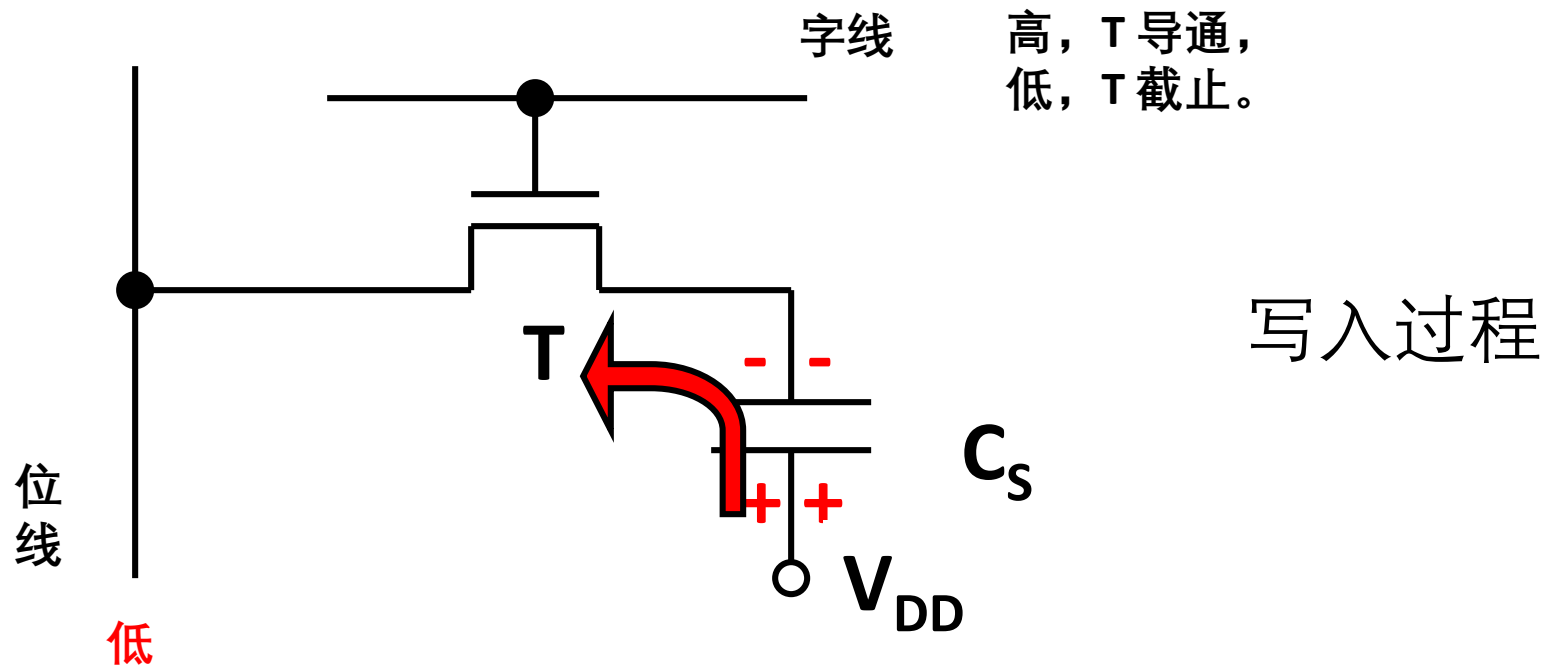 字线
高，T 导通，
低，T 截止。
写入过程
T
- -
C_S
+ +
位
线
V_DD
低